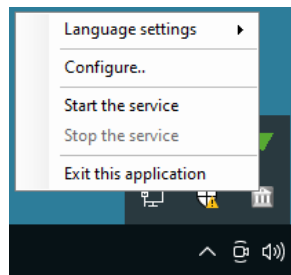 Language settings
Configure..
Start the service
Stop the service
Exit this application